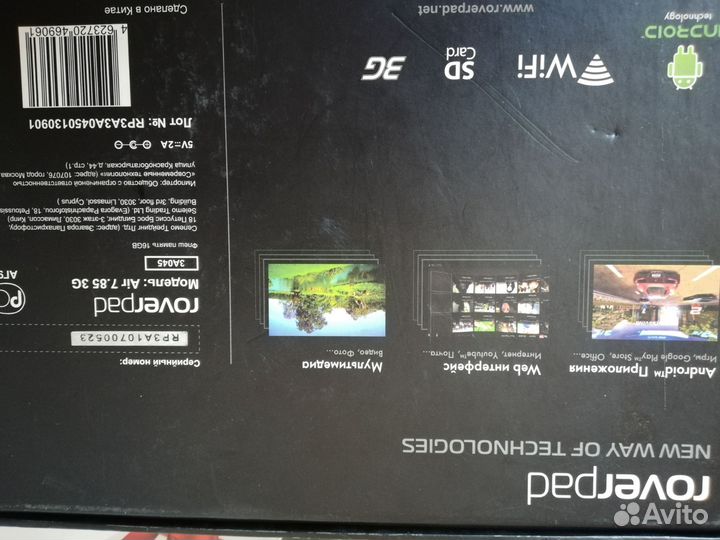 roverpad
NEW WAY OF TECHNOLOGIES
Android™ Приложения
Игры, Google Play™ Store, Office...
Web интерфейс
Интернет, Youtube™, Почта...
Мультимедиа
Видео, Фото...
ANDROID
technology
WiFi
SD
Card
3G
www.roverpad.net
Серийный номер:
RP3A10700523
roverpad
Модель: Air 7.85 3G
3A045
Флеш память 16GB
Селемо Трейдинг Лтд. (адрес: Эвагора Папахристофору,
18 Петуссис Брос Билдинг, 3-этаж, 3030, Лимассол, Кипр)
Selemo Trading Ltd. (Evagora Papachristoforou, 18, Petoussis
Building, 3rd floor, 3030, Limassol, Cyprus )
Импортер: Общество с ограниченной ответственностью
«Современные технологии» (адрес: 107076, город Москва
улица Краснобогатырская, д.44, стр.1)
5V 2A
Лот №: RP3A3A0450130901
4 623720 469061
Сделано в Китае
Avito